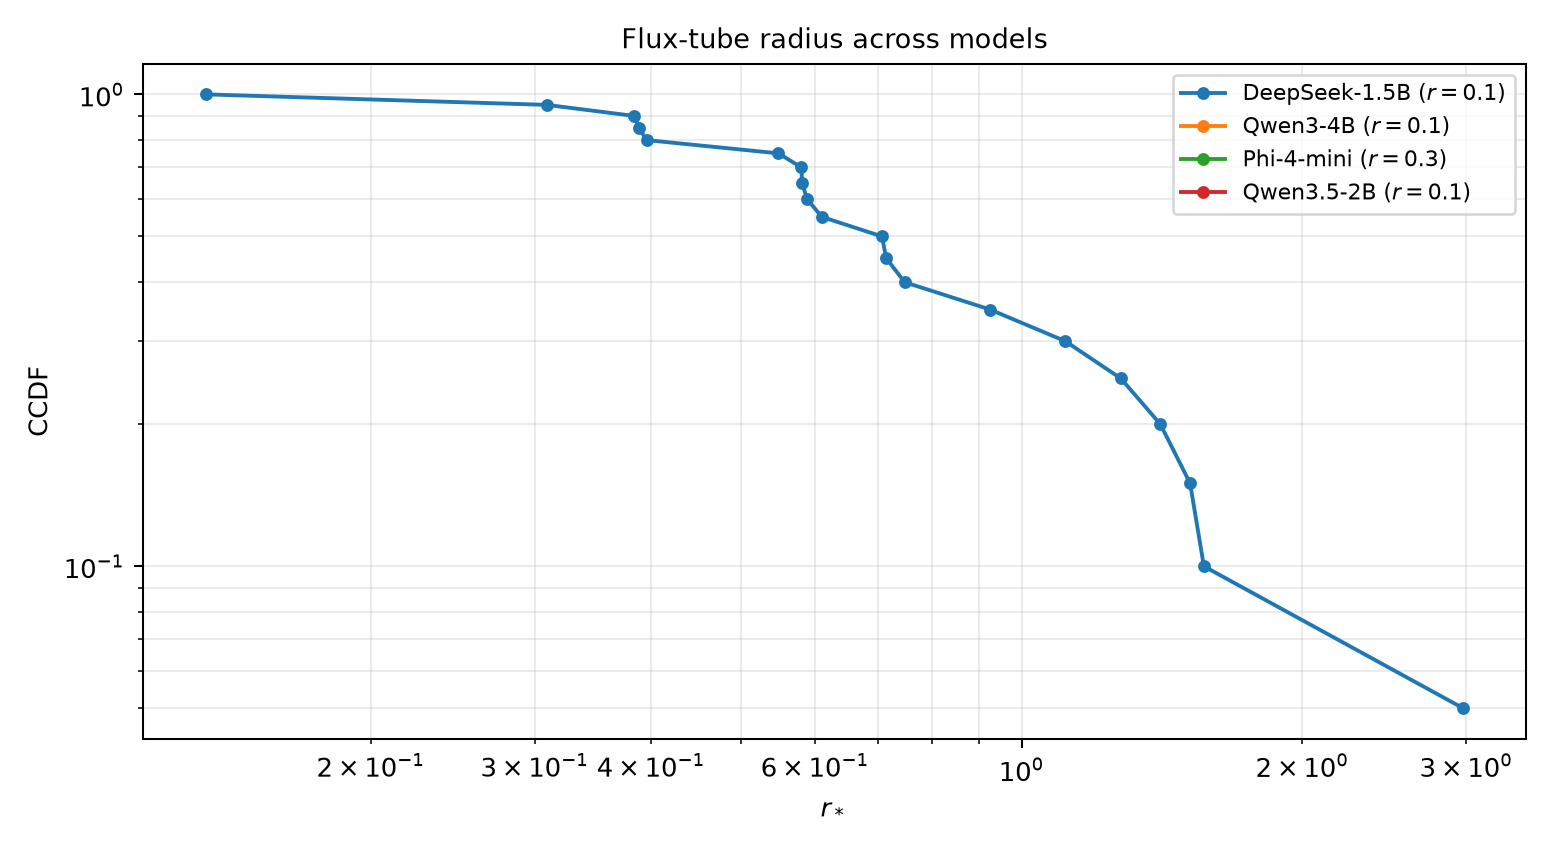 Flux-tube radius across models
DeepSeek-1.5B (r = 0.1)
Qwen3-4B (r = 0.1)
Phi-4-mini (r = 0.3)
Qwen3.5-2B (r = 0.1)
CCDF
10⁰
10⁻¹
2 × 10⁻¹ 3 × 10⁻¹ 4 × 10⁻¹ 6 × 10⁻¹ 10⁰ 2 × 10⁰ 3 × 10⁰
r*